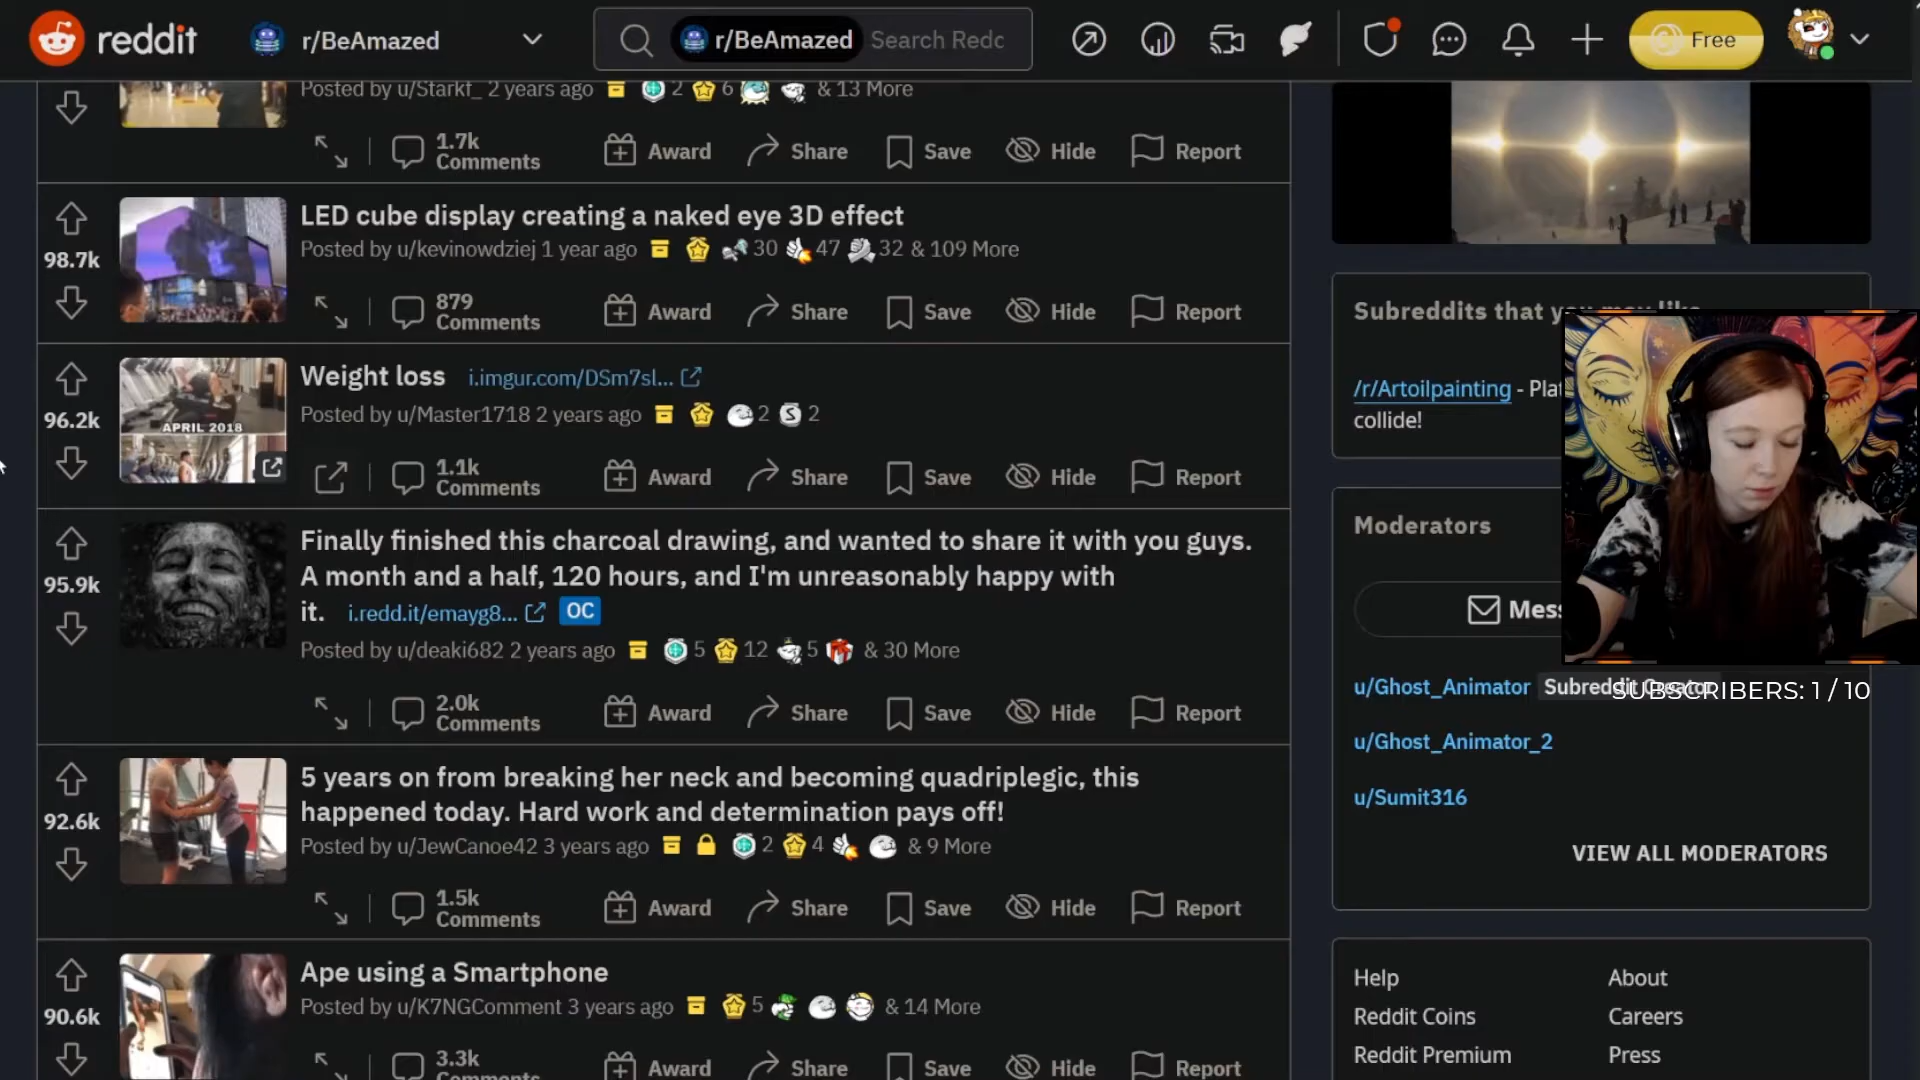 reddit
r/BeAmazed
r/BeAmazed Search Redc
Free
Posted by u/Starkf_ 2 years ago 2 6 & 13 More
1.7k Comments Award Share Save Hide Report
98.7k
LED cube display creating a naked eye 3D effect
Posted by u/kevinowdziej 1 year ago 30 47 32 & 109 More
879 Comments Award Share Save Hide Report
96.2k
APRIL 2018
Weight loss i.imgur.com/DSm7sl...
Posted by u/Master1718 2 years ago 2 S 2
1.1k Comments Award Share Save Hide Report
95.9k
Finally finished this charcoal drawing, and wanted to share it with you guys.
A month and a half, 120 hours, and I'm unreasonably happy with
it. i.redd.it/emayg8... OC
Posted by u/deaki682 2 years ago 5 12 5 & 30 More
2.0k Comments Award Share Save Hide Report
92.6k
5 years on from breaking her neck and becoming quadriplegic, this
happened today. Hard work and determination pays off!
Posted by u/JewCanoe42 3 years ago 2 4 & 9 More
1.5k Comments Award Share Save Hide Report
90.6k
Ape using a Smartphone
Posted by u/K7NGComment 3 years ago 5 & 14 More
3.3k Comments Award Share Save Hide Report
Subreddits that you may like
/r/Artoilpainting - Plat
collide!
Moderators
Mess
u/Ghost_Animator Subreddit Creator
SUBSCRIBERS: 1 / 10
u/Ghost_Animator_2
u/Sumit316
VIEW ALL MODERATORS
Help About
Reddit Coins Careers
Reddit Premium Press